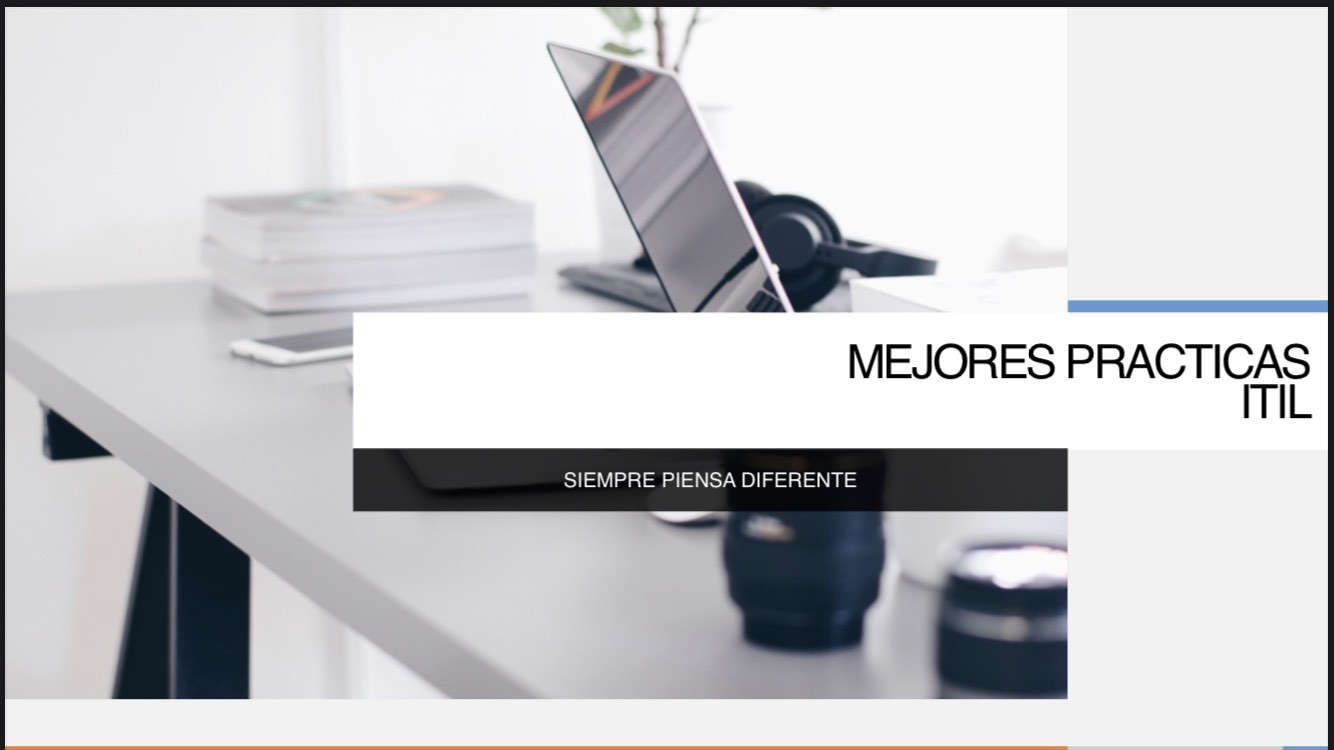 MEJORES PRACTICAS
ITIL
SIEMPRE PIENSA DIFERENTE